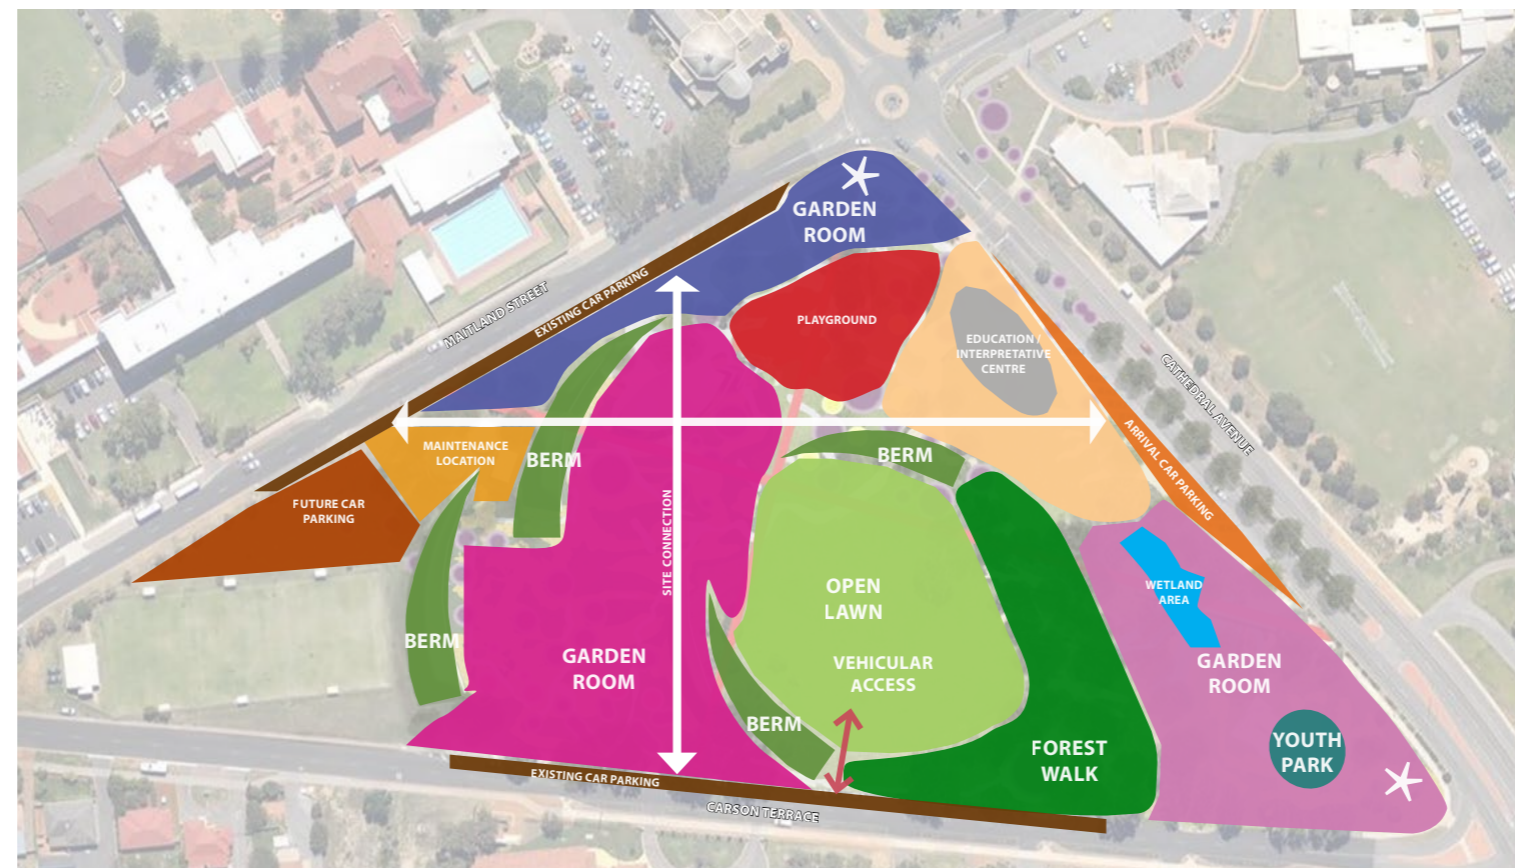 GARDEN
ROOM
MAITLAND STREET
EXISTING CAR PARKING
PLAYGROUND
EDUCATION /
INTERPRETATIVE
CENTRE
CATHEDRAL AVENUE
ARRIVAL CAR PARKING
MAINTENANCE
LOCATION
BERM
BERM
FUTURE CAR
PARKING
SITE CONNECTION
OPEN
LAWN
WETLAND
AREA
BERM
GARDEN
ROOM
VEHICULAR
ACCESS
GARDEN
ROOM
BERM
FOREST
WALK
YOUTH
PARK
EXISTING CAR PARKING
CARSON TERRACE